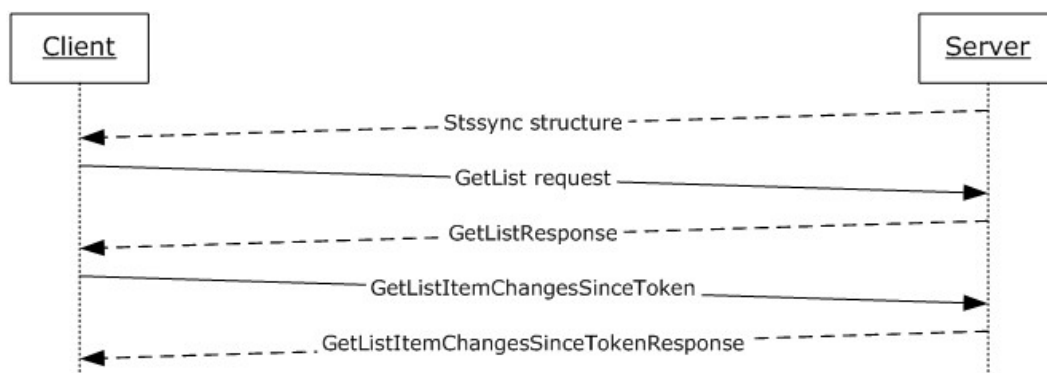 Client
Server
Stssync structure
GetList request
GetListResponse
GetListItemChangesSinceToken
GetListItemChangesSinceTokenResponse